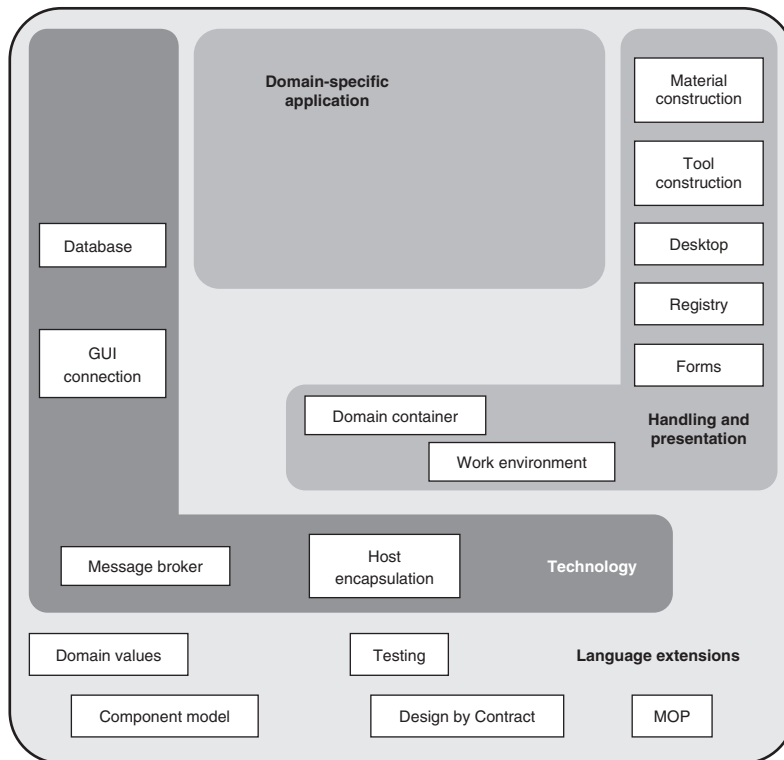 Domain-specific
application
Material
construction
Tool
construction
Database
Desktop
Registry
GUI
connection
Forms
Domain container
Handling and
presentation
Work environment
Message broker
Host
encapsulation
Technology
Domain values
Testing
Language extensions
Component model
Design by Contract
MOP